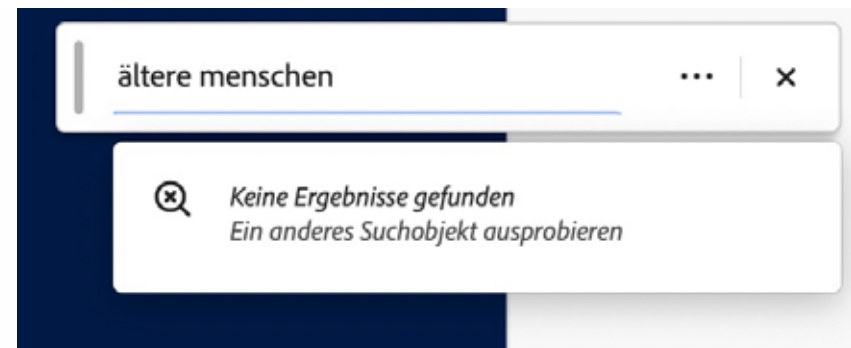 ältere menschen
Keine Ergebnisse gefunden
Ein anderes Suchobjekt ausprobieren